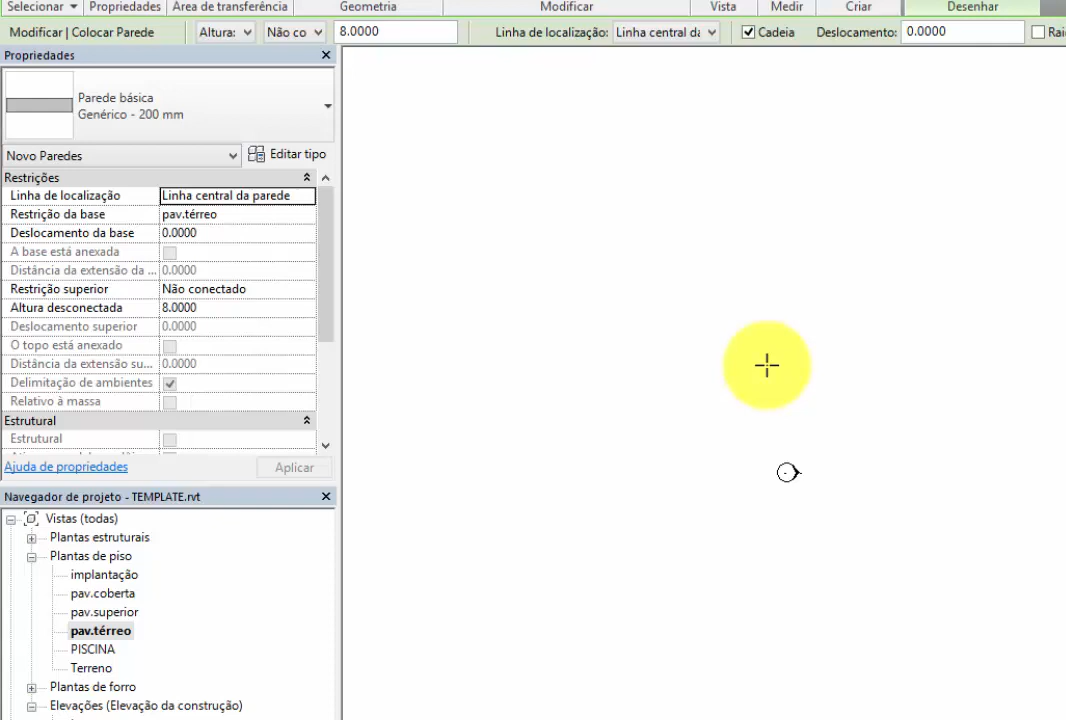 Selecionar Propriedades Área de transferência Geometria Modificar Vista Medir Criar Desenhar
Modificar | Colocar Parede Altura: Não co 8.0000 Linha de localização: Linha central da Cadeia Deslocamento: 0.0000 Rai
Propriedades
Parede básica
Genérico - 200 mm
Novo Paredes Editar tipo
Restrições
Linha de localização Linha central da parede
Restrição da base pav.térreo
Deslocamento da base 0.0000
A base está anexada
Distância da extensão da ... 0.0000
Restrição superior Não conectado
Altura desconectada 8.0000
Deslocamento superior 0.0000
O topo está anexado
Distância da extensão su... 0.0000
Delimitação de ambientes
Relativo à massa
Estrutural
Estrutural
Ajuda de propriedades Aplicar
Navegador de projeto - TEMPLATE.rvt
Vistas (todas)
Plantas estruturais
Plantas de piso
implantação
pav.coberta
pav.superior
pav.térreo
PISCINA
Terreno
Plantas de forro
Elevações (Elevação da construção)